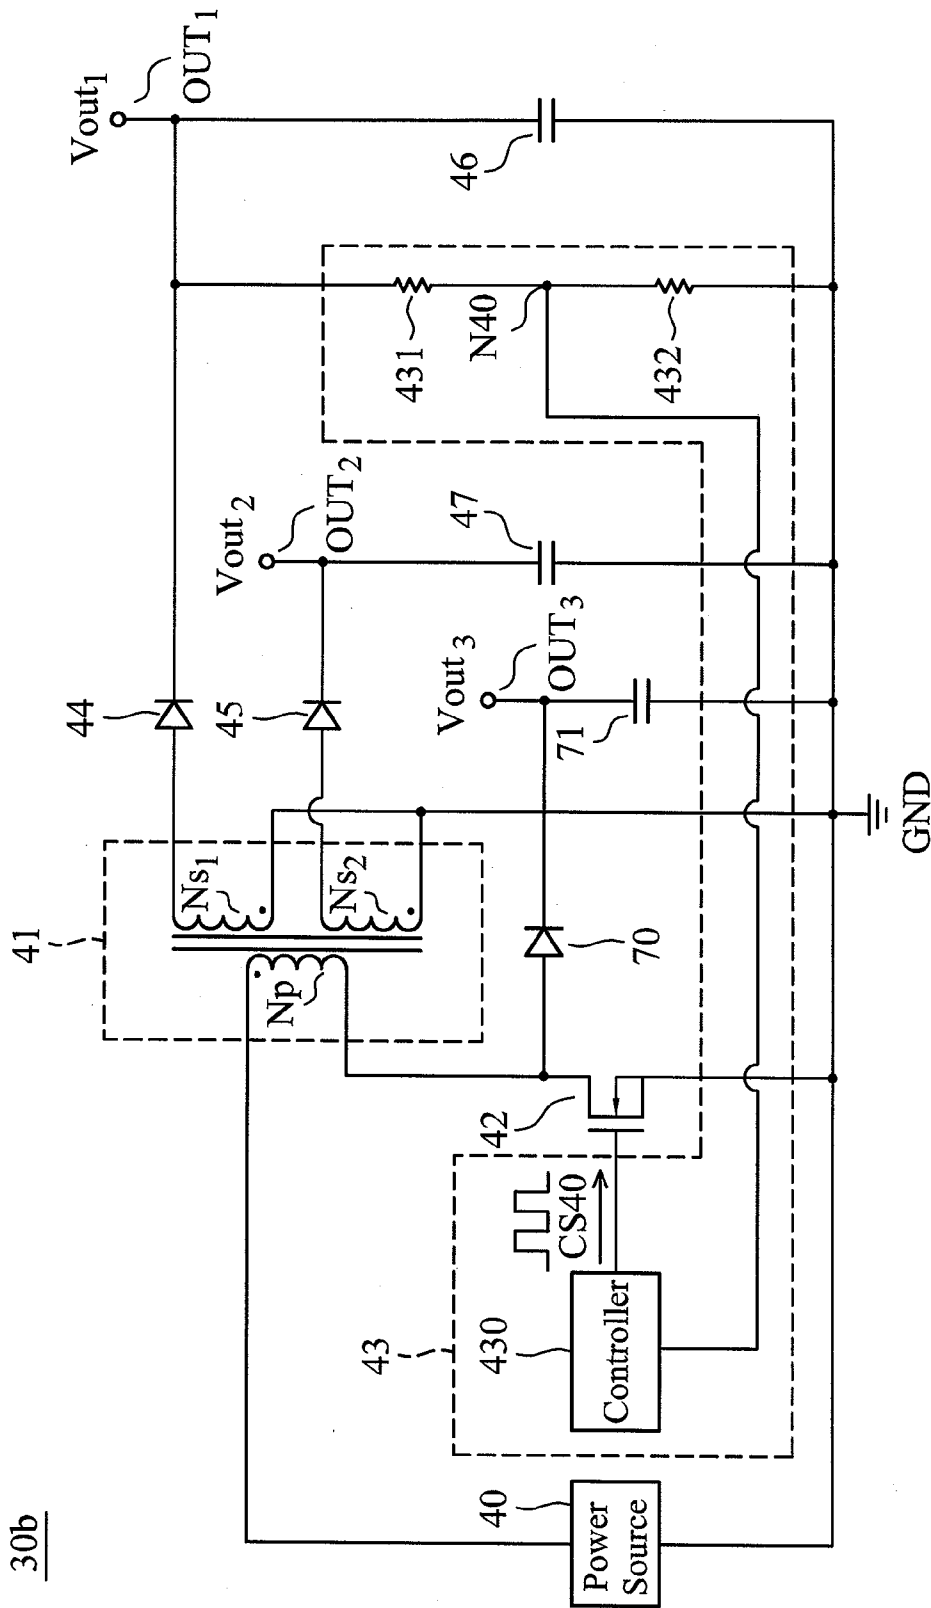 30b
Vout1
OUT1
46
431
N40
432
Vout2
OUT2
47
Vout3
OUT3
71
44
45
70
41
Ns1
Ns2
Np
42
GND
CS40
43
430
Controller
40
Power
Source